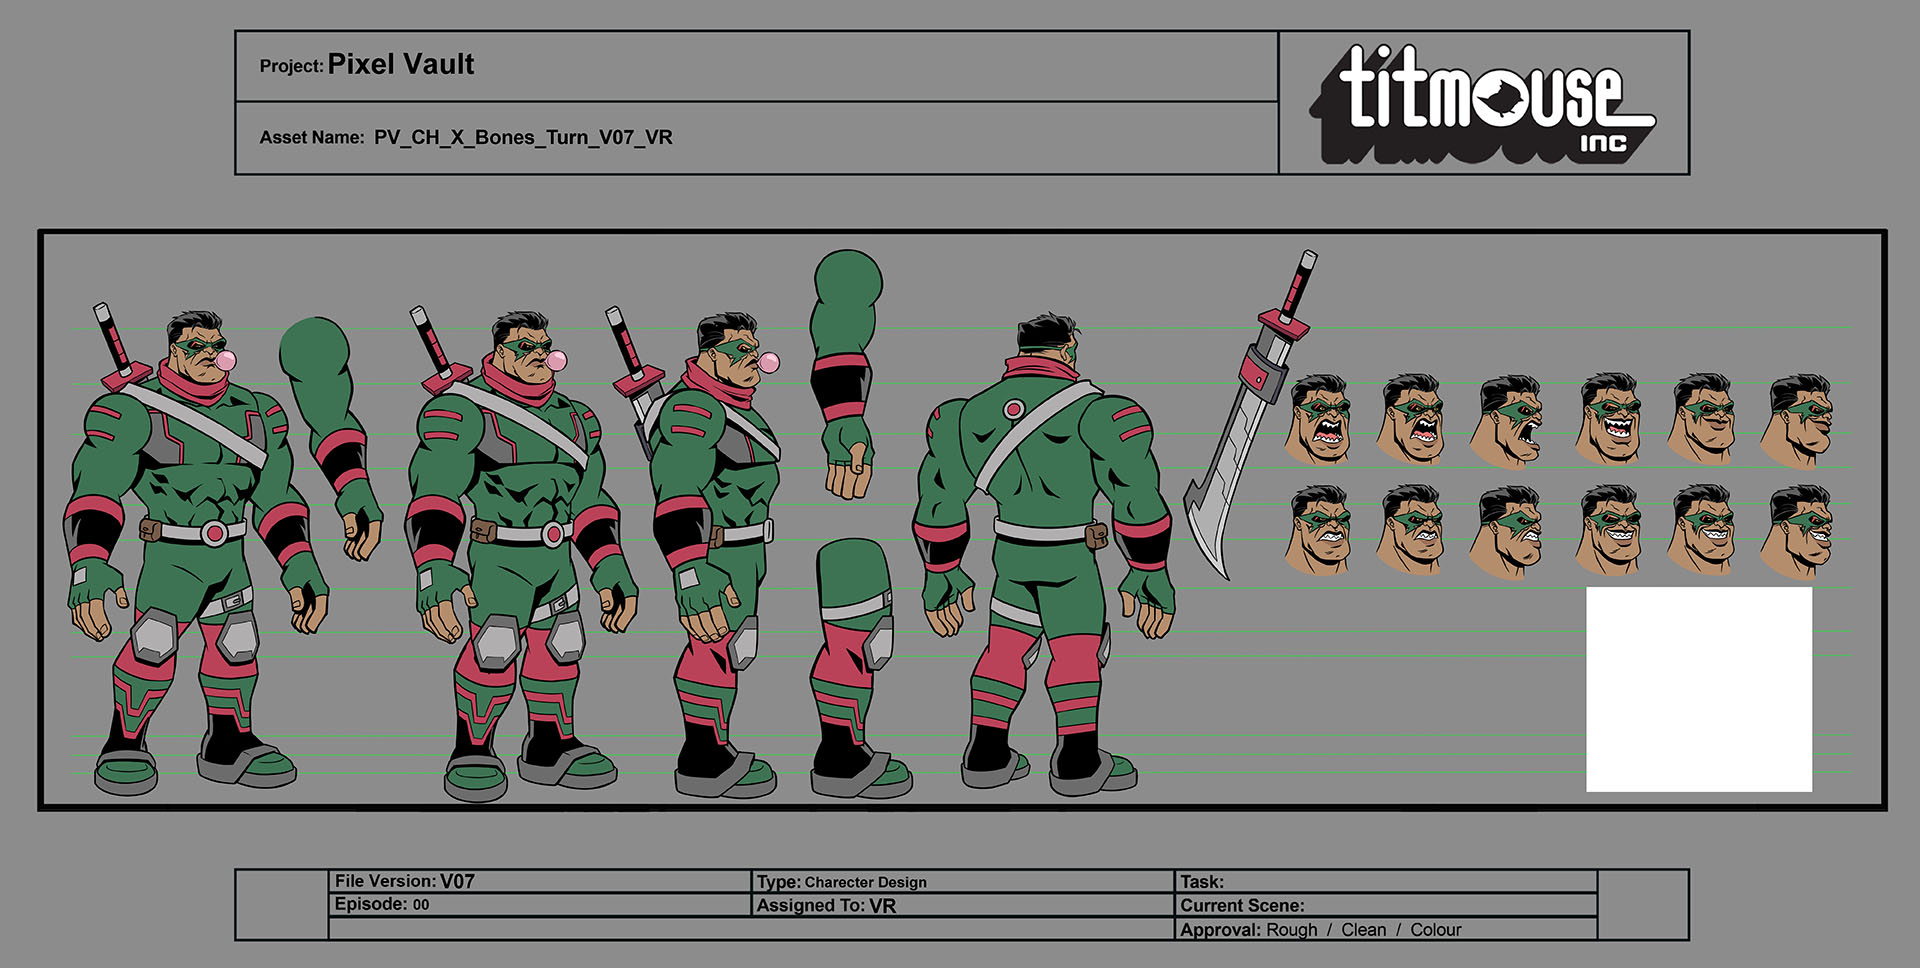 Project: Pixel Vault
Asset Name: PV_CH_X_Bones_Turn_V07_VR
titmouse
inc
File Version: V07
Type: Charecter Design
Task:
Episode: 00
Assigned To: VR
Current Scene:
Approval: Rough / Clean / Colour